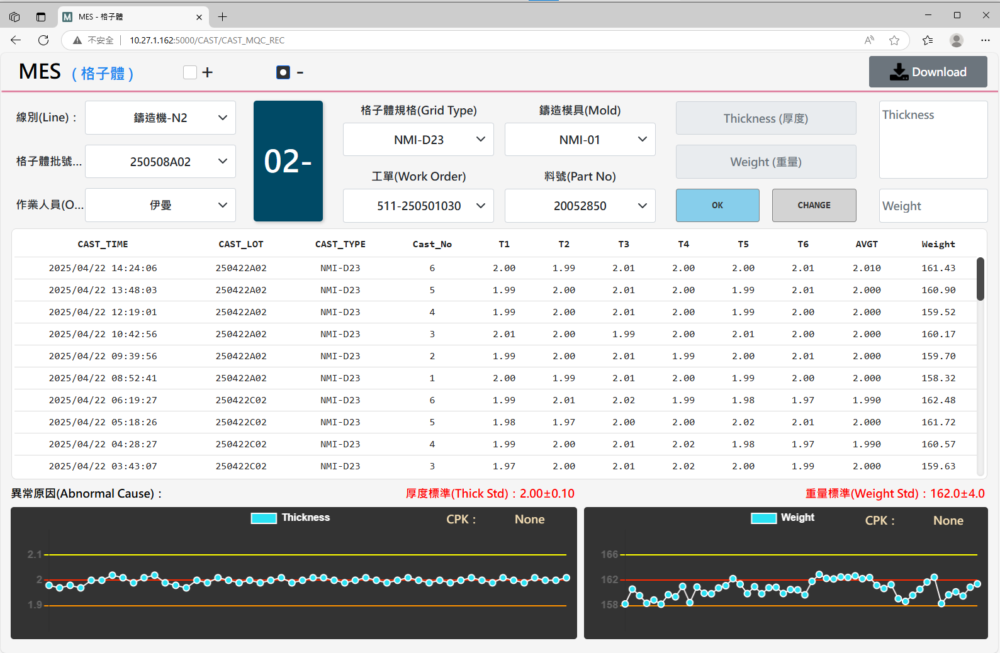 MES - 格子體
不安全 10.27.1.162:5000/CAST/CAST_MQC_REC
MES ( 格子體 ) + - Download
線別(Line) : 鑄造機-N2
格子體批號... 250508A02
作業人員(O... 伊曼
02-
格子體規格(Grid Type) 鑄造模具(Mold)
NMI-D23 NMI-01
工單(Work Order) 料號(Part No)
511-250501030 20052850
Thickness (厚度)
Weight (重量)
OK CHANGE
Thickness
Weight
CAST_TIME CAST_LOT CAST_TYPE Cast_No T1 T2 T3 T4 T5 T6 AVGT Weight
2025/04/22 14:24:06 250422A02 NMI-D23 6 2.00 1.99 2.01 2.00 2.00 2.01 2.010 161.43
2025/04/22 13:48:03 250422A02 NMI-D23 5 1.99 2.00 2.01 2.00 1.99 2.01 2.000 160.90
2025/04/22 12:19:01 250422A02 NMI-D23 4 1.99 2.00 2.01 2.00 1.99 2.00 2.000 159.52
2025/04/22 10:42:56 250422A02 NMI-D23 3 2.01 2.00 1.99 2.00 2.01 2.00 2.000 160.17
2025/04/22 09:39:56 250422A02 NMI-D23 2 1.99 2.00 2.01 1.99 2.00 2.01 2.000 159.70
2025/04/22 08:52:41 250422A02 NMI-D23 1 2.00 1.99 2.01 2.00 1.99 2.00 2.000 158.32
2025/04/22 06:19:27 250422C02 NMI-D23 6 1.99 2.01 2.02 1.99 1.98 1.97 1.990 162.48
2025/04/22 05:18:26 250422C02 NMI-D23 5 1.98 1.97 2.00 2.00 2.02 2.01 2.000 161.72
2025/04/22 04:28:27 250422C02 NMI-D23 4 1.99 2.00 2.01 2.02 1.98 1.97 1.990 160.57
2025/04/22 03:43:07 250422C02 NMI-D23 3 1.97 2.00 2.01 2.02 2.00 1.99 2.000 159.63
異常原因(Abnormal Cause) : 厚度標準(Thick Std) : 2.00±0.10 重量標準(Weight Std) : 162.0±4.0
Thickness CPK : None
2.1
2
1.9
Weight CPK : None
166
162
158